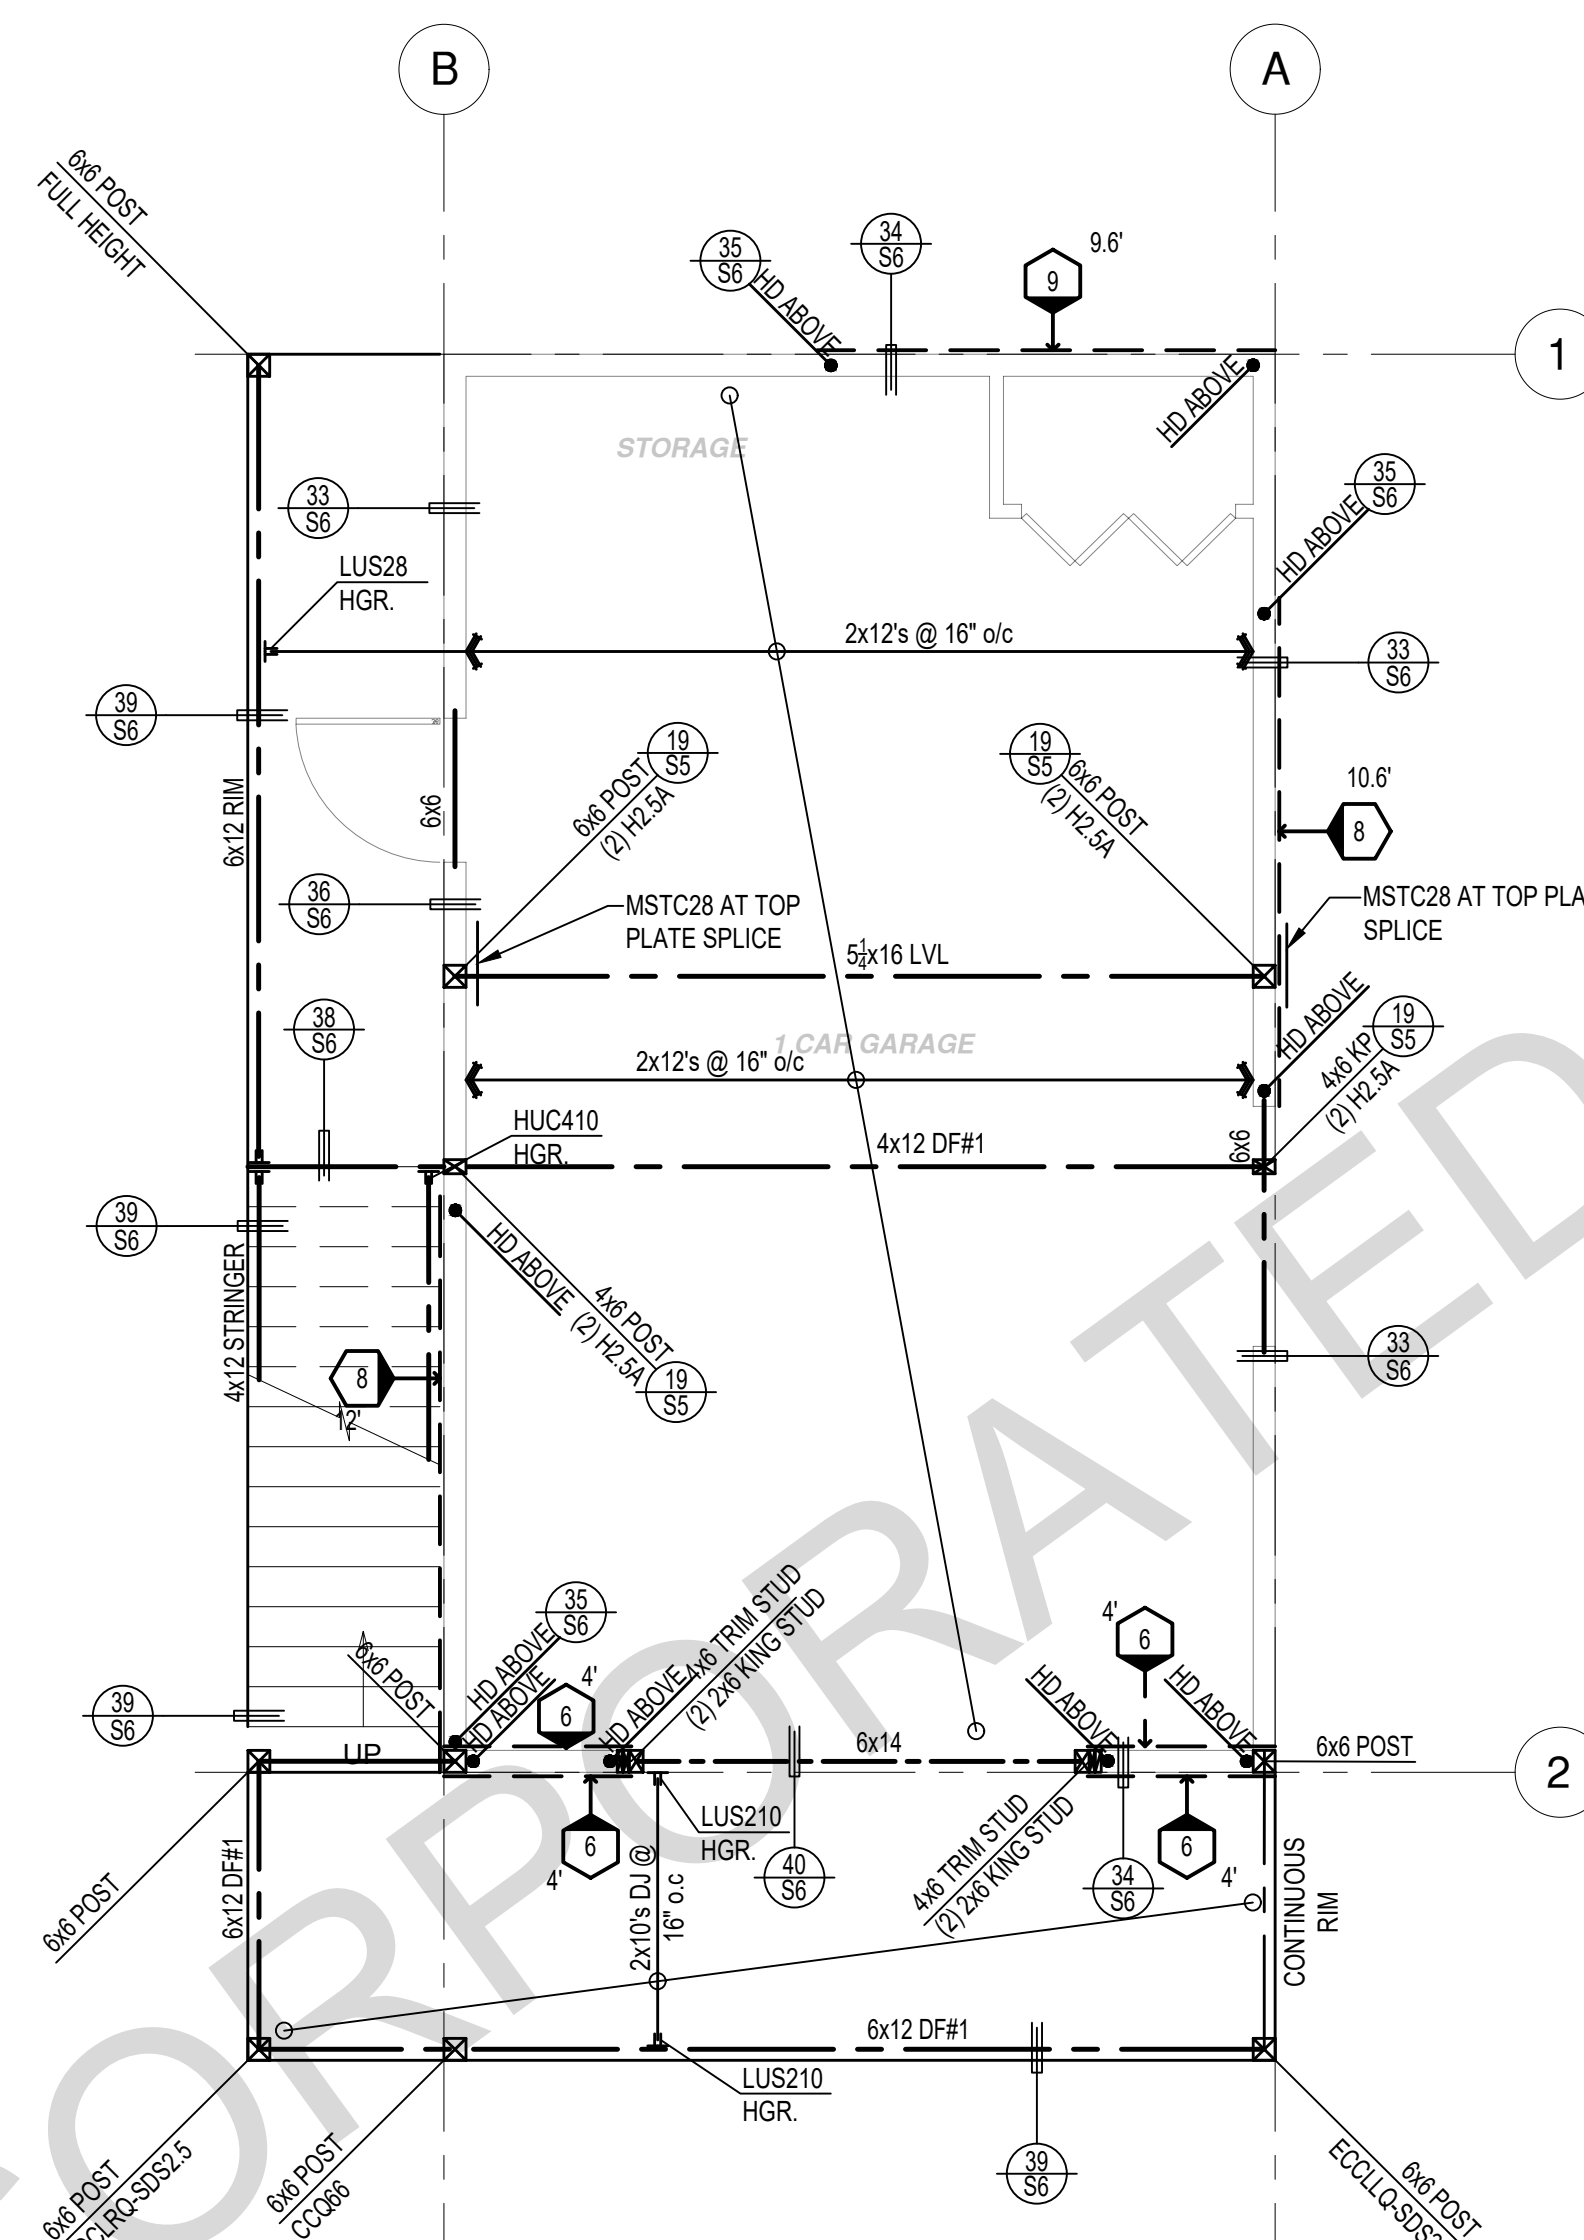 B
A
6x6 POST
FULL HEIGHT
35
S6
HD ABOVE
34
S6
9
9.6'
1
HD ABOVE
STORAGE
33
S6
35
S6
HD ABOVE
LUS28
HGR.
2x12's @ 16" o/c
33
S6
39
S6
6x12 RIM
6x6
19
S5
6x6 POST
(2) H2.5A
19
S5
6x6 POST
(2) H2.5A
10.6'
8
36
S6
MSTC28 AT TOP
PLATE SPLICE
MSTC28 AT TOP PLA
SPLICE
5 1/4x16 LVL
38
S6
1 CAR GARAGE
2x12's @ 16" o/c
HD ABOVE
19
S5
4x6 KP
(2) H2.5A
HUC410
HGR.
4x12 DF#1
6x6
39
S6
4x12 STRINGER
HD ABOVE
4x6 POST
(2) H2.5A
19
S5
8
12'
33
S6
35
S6
HD ABOVE
HD ABOVE
6x6 POST
4'
6
HD ABOVE
4x6 TRIM STUD
(2) 2x6 KING STUD
4'
6
HD ABOVE
HD ABOVE
39
S6
UP
6x14
6x6 POST
2
6x6 POST
6x12 DF#1
6
4'
LUS210
HGR.
2x10's DJ @
16" o.c
40
S6
4x6 TRIM STUD
(2) 2x6 KING STUD
34
S6
6
4'
CONTINUOUS
RIM
6x12 DF#1
LUS210
HGR.
39
S6
6x6 POST
CLRQ-SDS2.5
6x6 POST
CCQ66
6x6 POST
ECCLLQ-SDS
ORPORATED